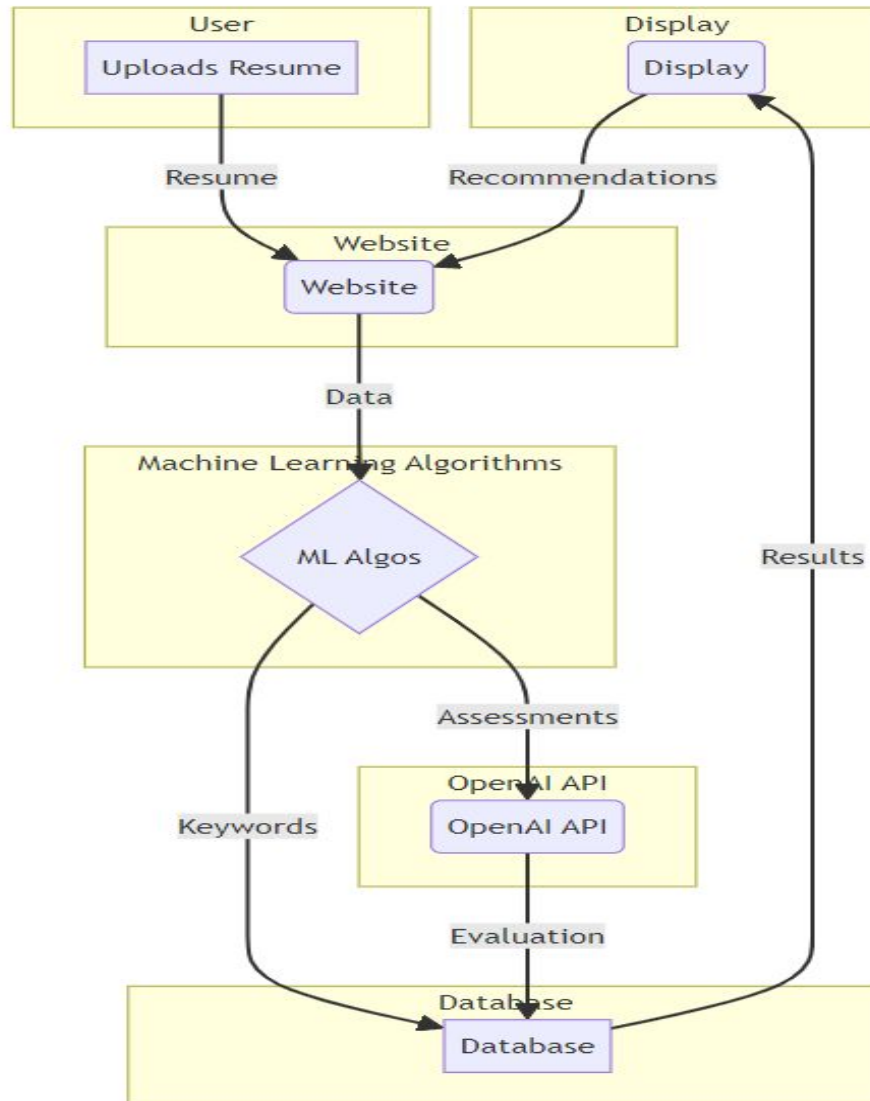 User
Uploads Resume
Display
Display
Resume
Recommendations
Website
Website
Data
Machine Learning Algorithms
ML Algos
Results
Assessments
OpenAI API
OpenAI API
Keywords
Evaluation
Database
Database